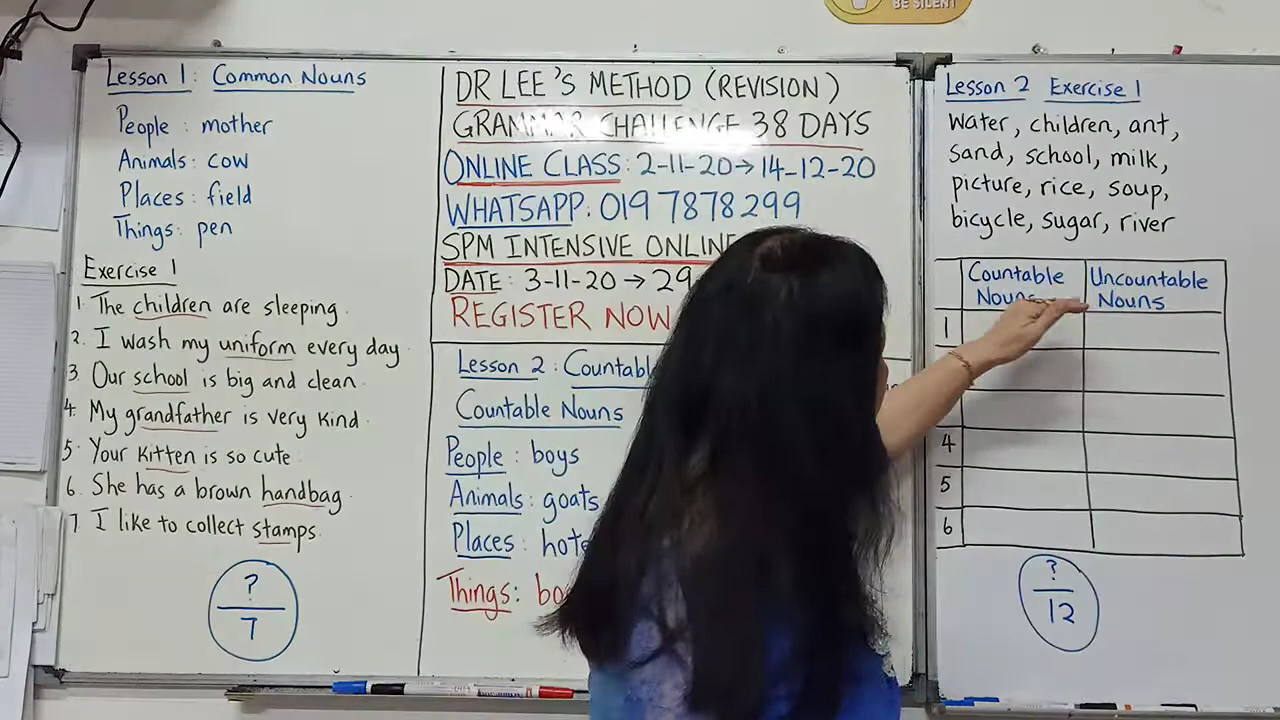 BE SILENT
Lesson 1: Common Nouns
People: mother
Animals: cow
Places: field
Things: pen
Exercise 1
1. The children are sleeping.
2. I wash my uniform every day.
3. Our school is big and clean.
4. My grandfather is very kind.
5. Your kitten is so cute.
6. She has a brown handbag.
7. I like to collect stamps.
?
7
DR LEE'S METHOD (REVISION)
GRAMMAR CHALLENGE 38 DAYS
ONLINE CLASS: 2-11-20→14-12-20
WHATSAPP: 019 7878299
SPM INTENSIVE ONLINE
DATE: 3-11-20→29
REGISTER NOW
Lesson 2:
Countable Nouns
People: boys
Animals: goats
Places:
Things:
Lesson 2 Exercise 1
Water, children, ant,
sand, school, milk,
picture, rice, soup,
bicycle, sugar, river
Countable Nouns Uncountable Nouns
1
4
5
6
?
12